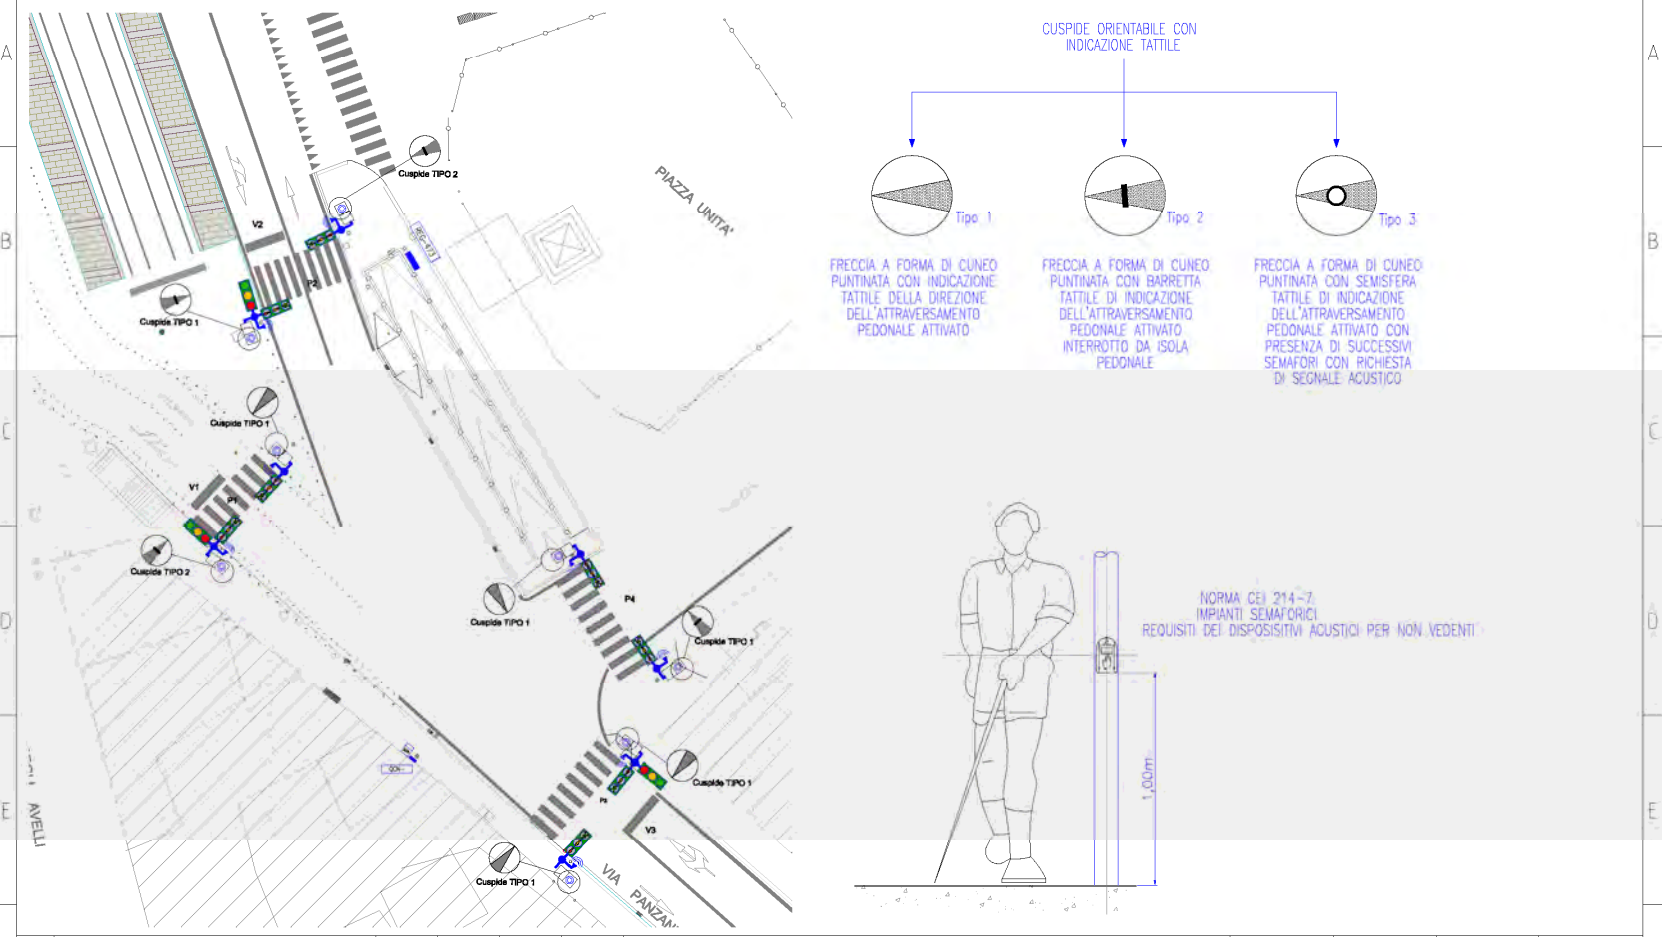 A
B
C
D
E
A
B
C
D
E
PIAZZA UNITA'
Cuspide TIPO 2
V2
P2
Cuspide TIPO 1
Cuspide TIPO 1
V1
P1
Cuspide TIPO 2
Cuspide TIPO 1
P4
Cuspide TIPO 1
Cuspide TIPO 1
V3
Cuspide TIPO 1
AVELLI
VIA PANZANI
CUSPIDE ORIENTABILE CON
INDICAZIONE TATTILE
Tipo 1
Tipo 2
Tipo 3
FRECCIA A FORMA DI CUNEO
PUNTINATA CON INDICAZIONE
TATTILE DELLA DIREZIONE
DELL'ATTRAVERSAMENTO
PEDONALE ATTIVATO
FRECCIA A FORMA DI CUNEO
PUNTINATA CON BARRETTA
TATTILE DI INDICAZIONE
DELL'ATTRAVERSAMENTO
PEDONALE ATTIVATO
INTERROTTO DA ISOLA
PEDONALE
FRECCIA A FORMA DI CUNEO
PUNTINATA CON SEMISFERA
TATTILE DI INDICAZIONE
DELL'ATTRAVERSAMENTO
PEDONALE ATTIVATO CON
PRESENZA DI SUCCESSIVI
SEMAFORI CON RICHIESTA
DI SEGNALE ACUSTICO
NORMA CEI 214-7:
IMPIANTI SEMAFORICI
REQUISITI DEI DISPOSISITIVI ACUSTICI PER NON VEDENTI
1,00m